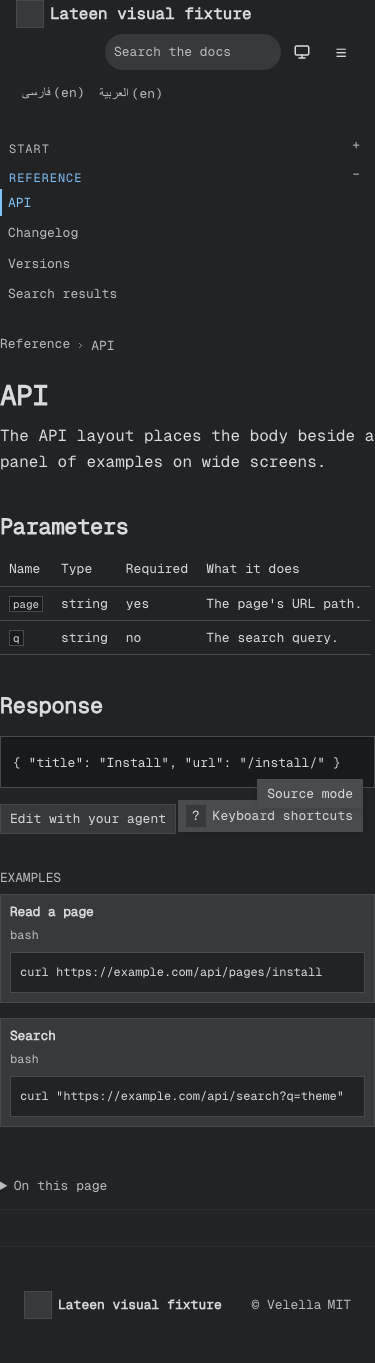 Lateen visual fixture
Search the docs
فارسی (en) العربية (en)
START +
REFERENCE −
API
Changelog
Versions
Search results
Reference › API
API
The API layout places the body beside a
panel of examples on wide screens.
Parameters
Name Type Required What it does
page string yes The page's URL path.
q string no The search query.
Response
{ "title": "Install", "url": "/install/" }
Source mode
Edit with your agent ? Keyboard shortcuts
EXAMPLES
Read a page
bash
curl https://example.com/api/pages/install
Search
bash
curl "https://example.com/api/search?q=theme"
On this page
Lateen visual fixture © Velella MIT